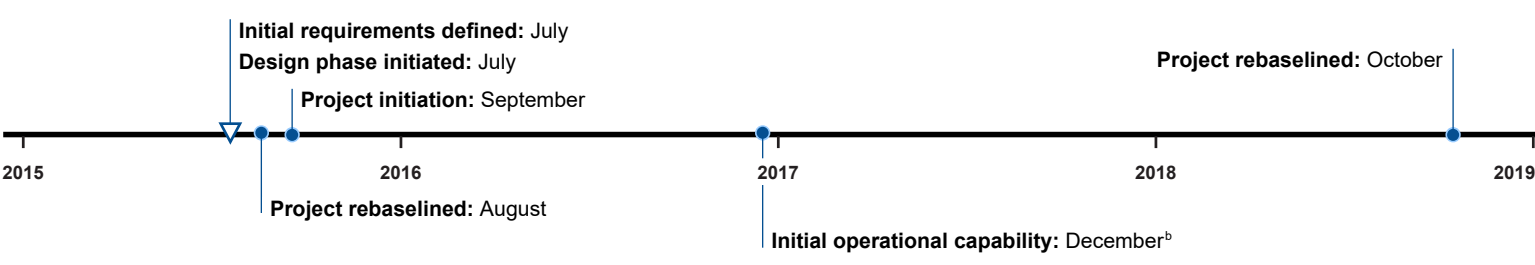 Initial requirements defined: July
Design phase initiated: July
Project rebaselined: October
Project initiation: September
2015 2016 2017 2018 2019
Project rebaselined: August
Initial operational capability: Decemberᵇ